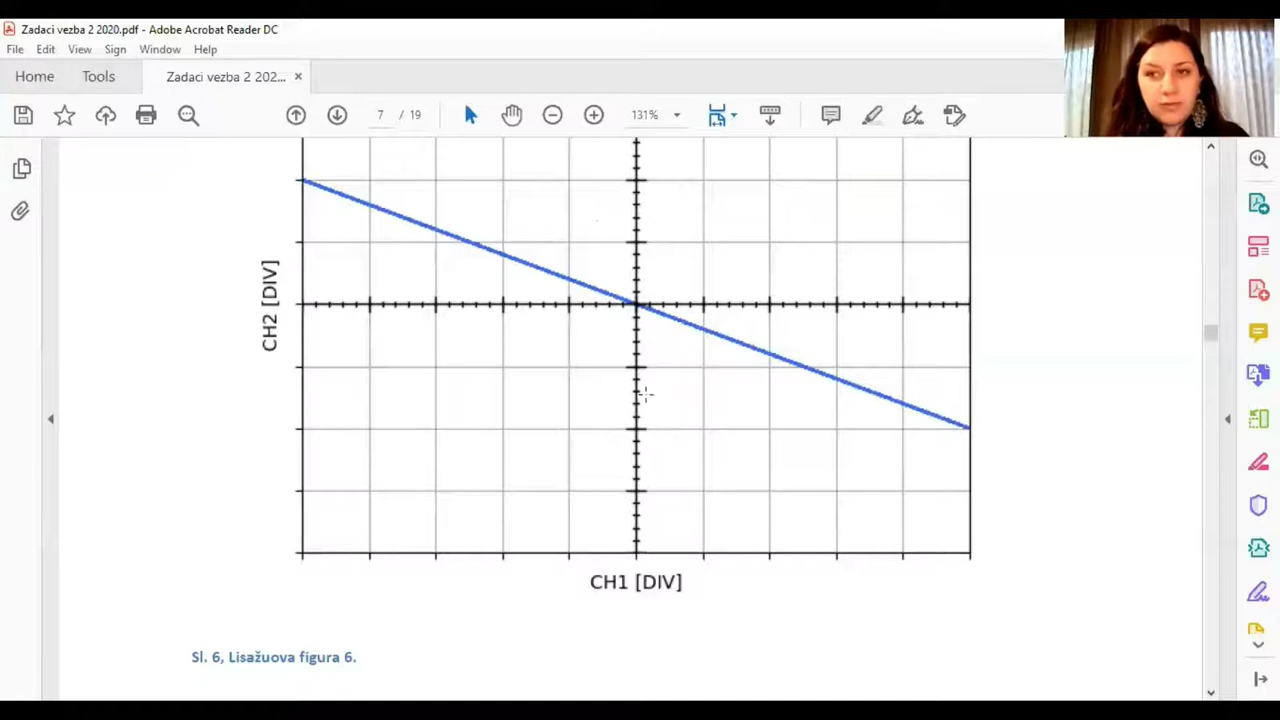 Zadaci vezba 2 2020.pdf - Adobe Acrobat Reader DC
File Edit View Sign Window Help
Home Tools Zadaci vezba 2 202... ×
7 / 19 131%
CH2 [DIV]
CH1 [DIV]
Sl. 6, Lisažuova figura 6.